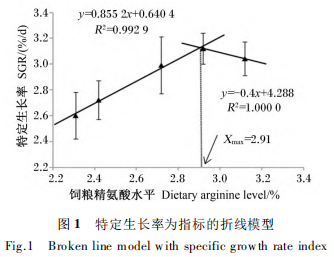 y=0.855 2x+0.640 4
R²=0.992 9
y=-0.4x+4.288
R²=1.000 0
Xmax=2.91
特定生长率 SGR/(%/d)
3.6
3.4
3.2
3.0
2.8
2.6
2.4
2.2
2.2 2.4 2.6 2.8 3.0 3.2 3.4
饲粮精氨酸水平 Dietary arginine level/%
图 1 特定生长率为指标的折线模型
Fig.1 Broken line model with specific growth rate index